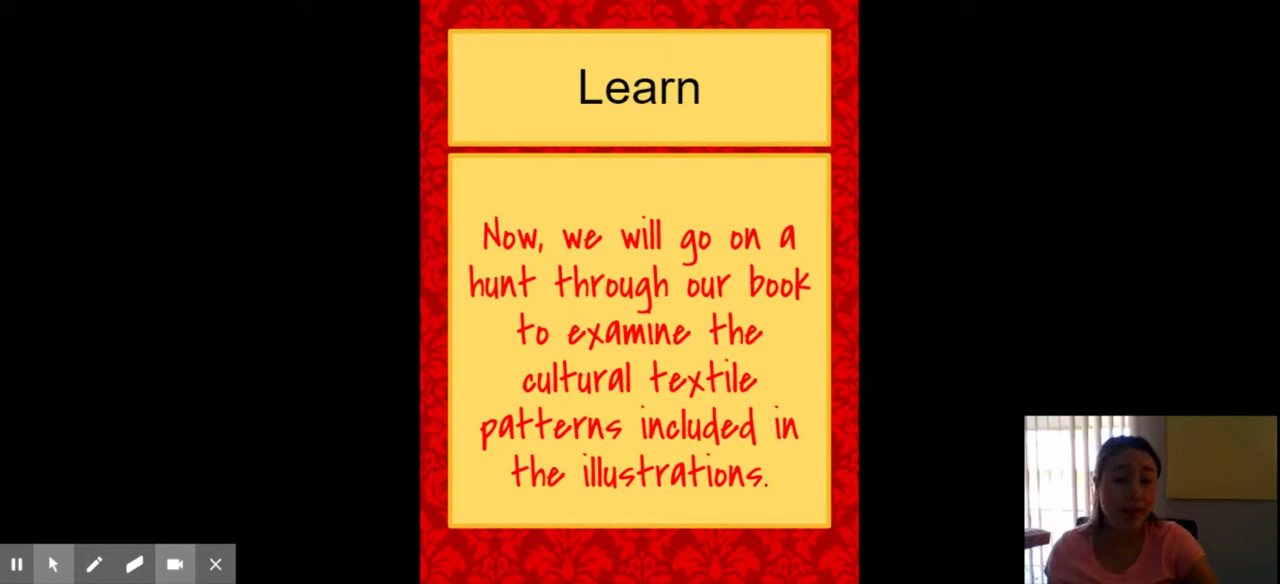 Learn
Now, we will go on a
hunt through our book
to examine the
cultural textile
patterns included in
the illustrations.